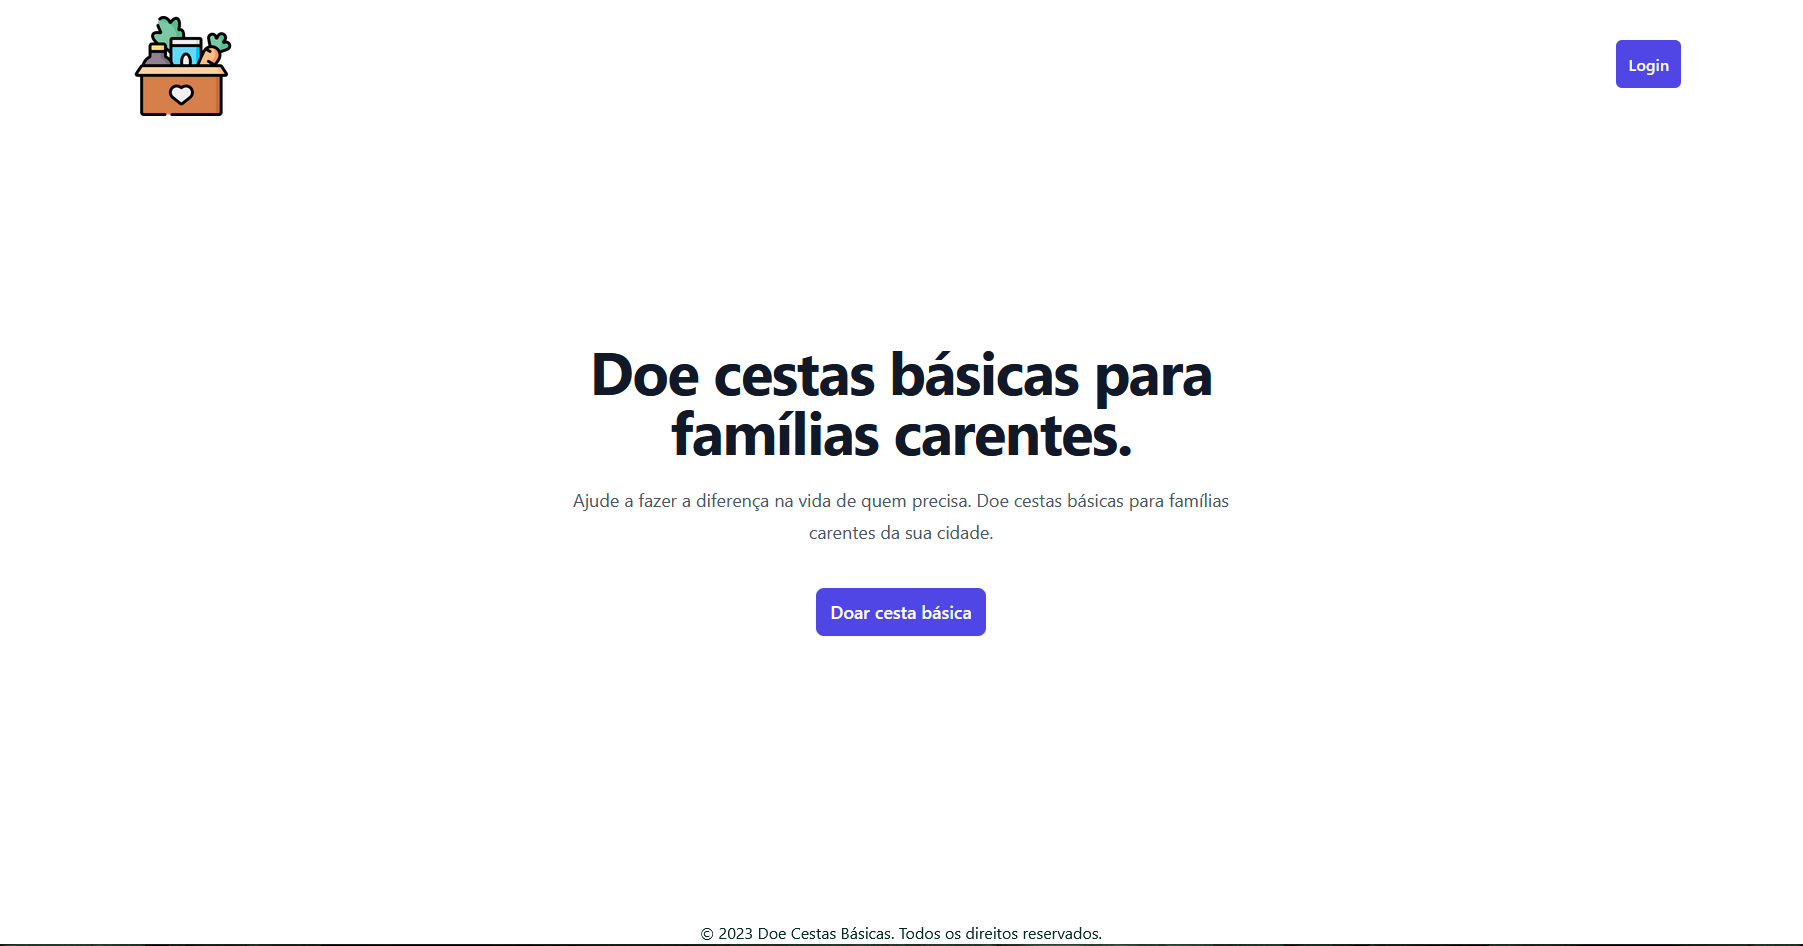 Login
Doe cestas básicas para
famílias carentes.
Ajude a fazer a diferença na vida de quem precisa. Doe cestas básicas para famílias
carentes da sua cidade.
Doar cesta básica
© 2023 Doe Cestas Básicas. Todos os direitos reservados.